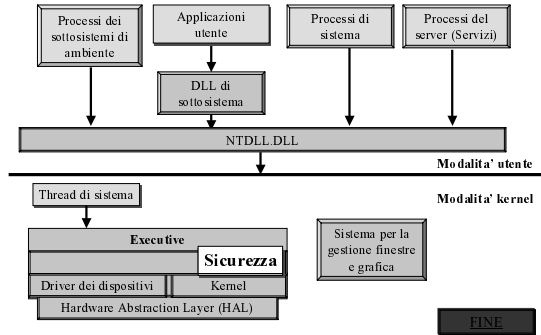 Processi dei
sottosistemi di
ambiente
Applicazioni
utente
Processi di
sistema
Processi del
server (Servizi)
DLL di
sottosistema
NTDLL.DLL
Modalita' utente
Modalita' kernel
Thread di sistema
Executive
Sicurezza
Driver dei dispositivi
Kernel
Hardware Abstraction Layer (HAL)
Sistema per la
gestione finestre
e grafica
FINE